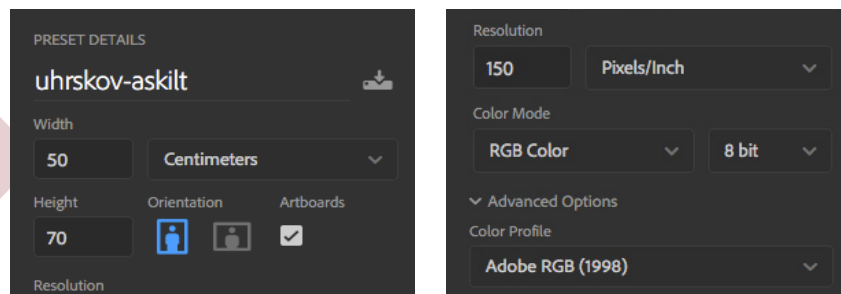 PRESET DETAILS
uhrskov-askilt
Width
50 Centimeters
Height Orientation Artboards
70
Resolution
Resolution
150 Pixels/Inch
Color Mode
RGB Color 8 bit
Advanced Options
Color Profile
Adobe RGB (1998)